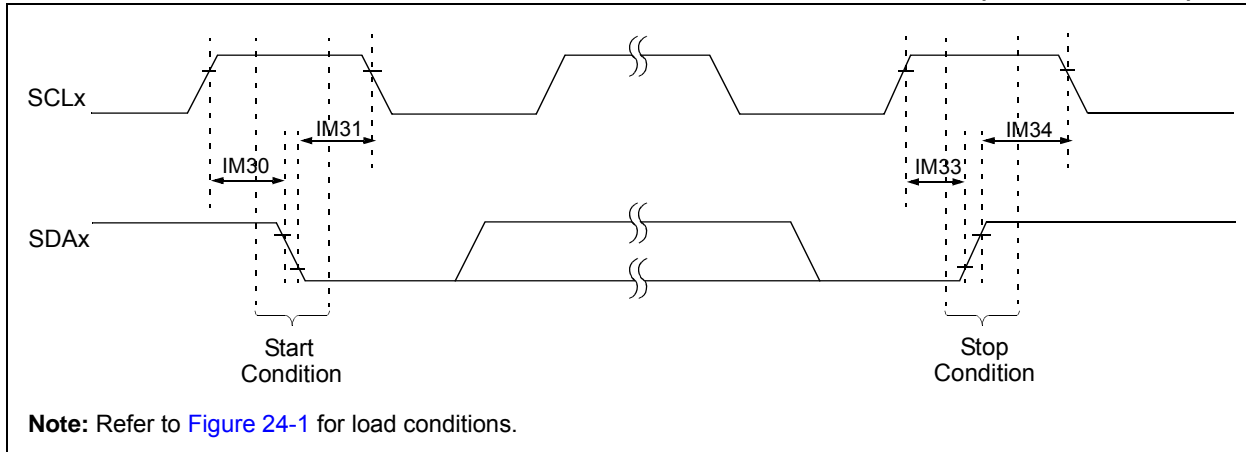 SCLx
IM31
IM34
IM30
IM33
SDAx
Start
Condition
Stop
Condition
Note: Refer to Figure 24-1 for load conditions.